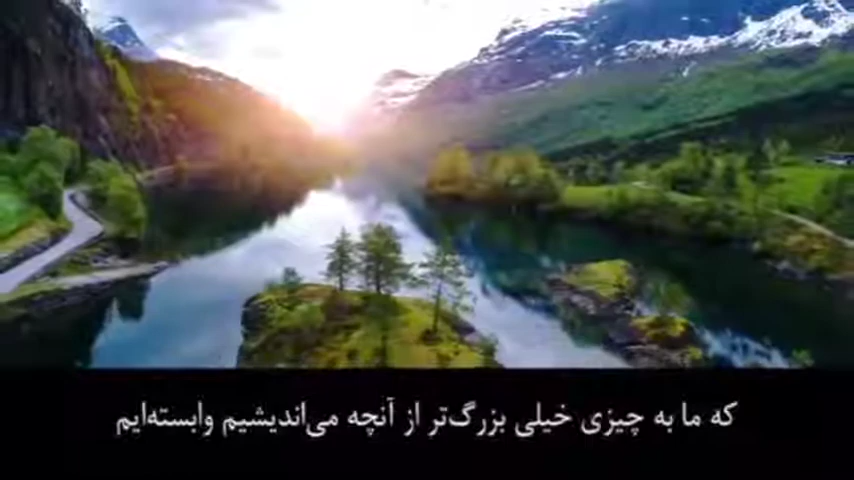 که ما به چیزی خیلی بزرگ‌تر از آنچه می‌اندیشیم وابسته‌ایم